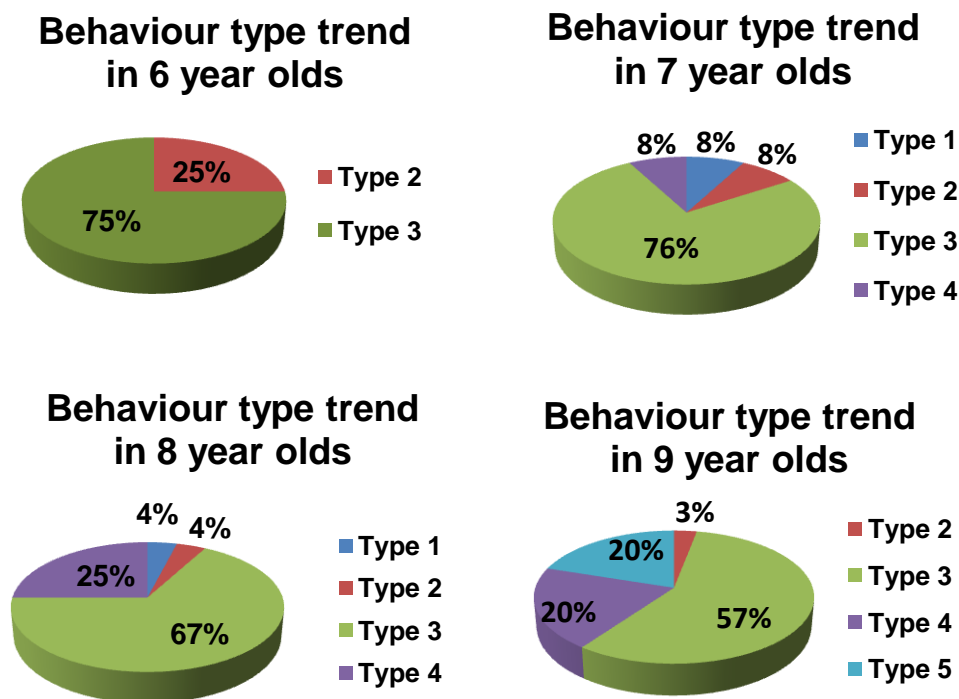 Behaviour type trend
in 6 year olds
25%
75%
Type 2
Type 3
Behaviour type trend
in 7 year olds
8%
8%
8%
76%
Type 1
Type 2
Type 3
Type 4
Behaviour type trend
in 8 year olds
4%
4%
25%
67%
Type 1
Type 2
Type 3
Type 4
Behaviour type trend
in 9 year olds
3%
20%
20%
57%
Type 2
Type 3
Type 4
Type 5